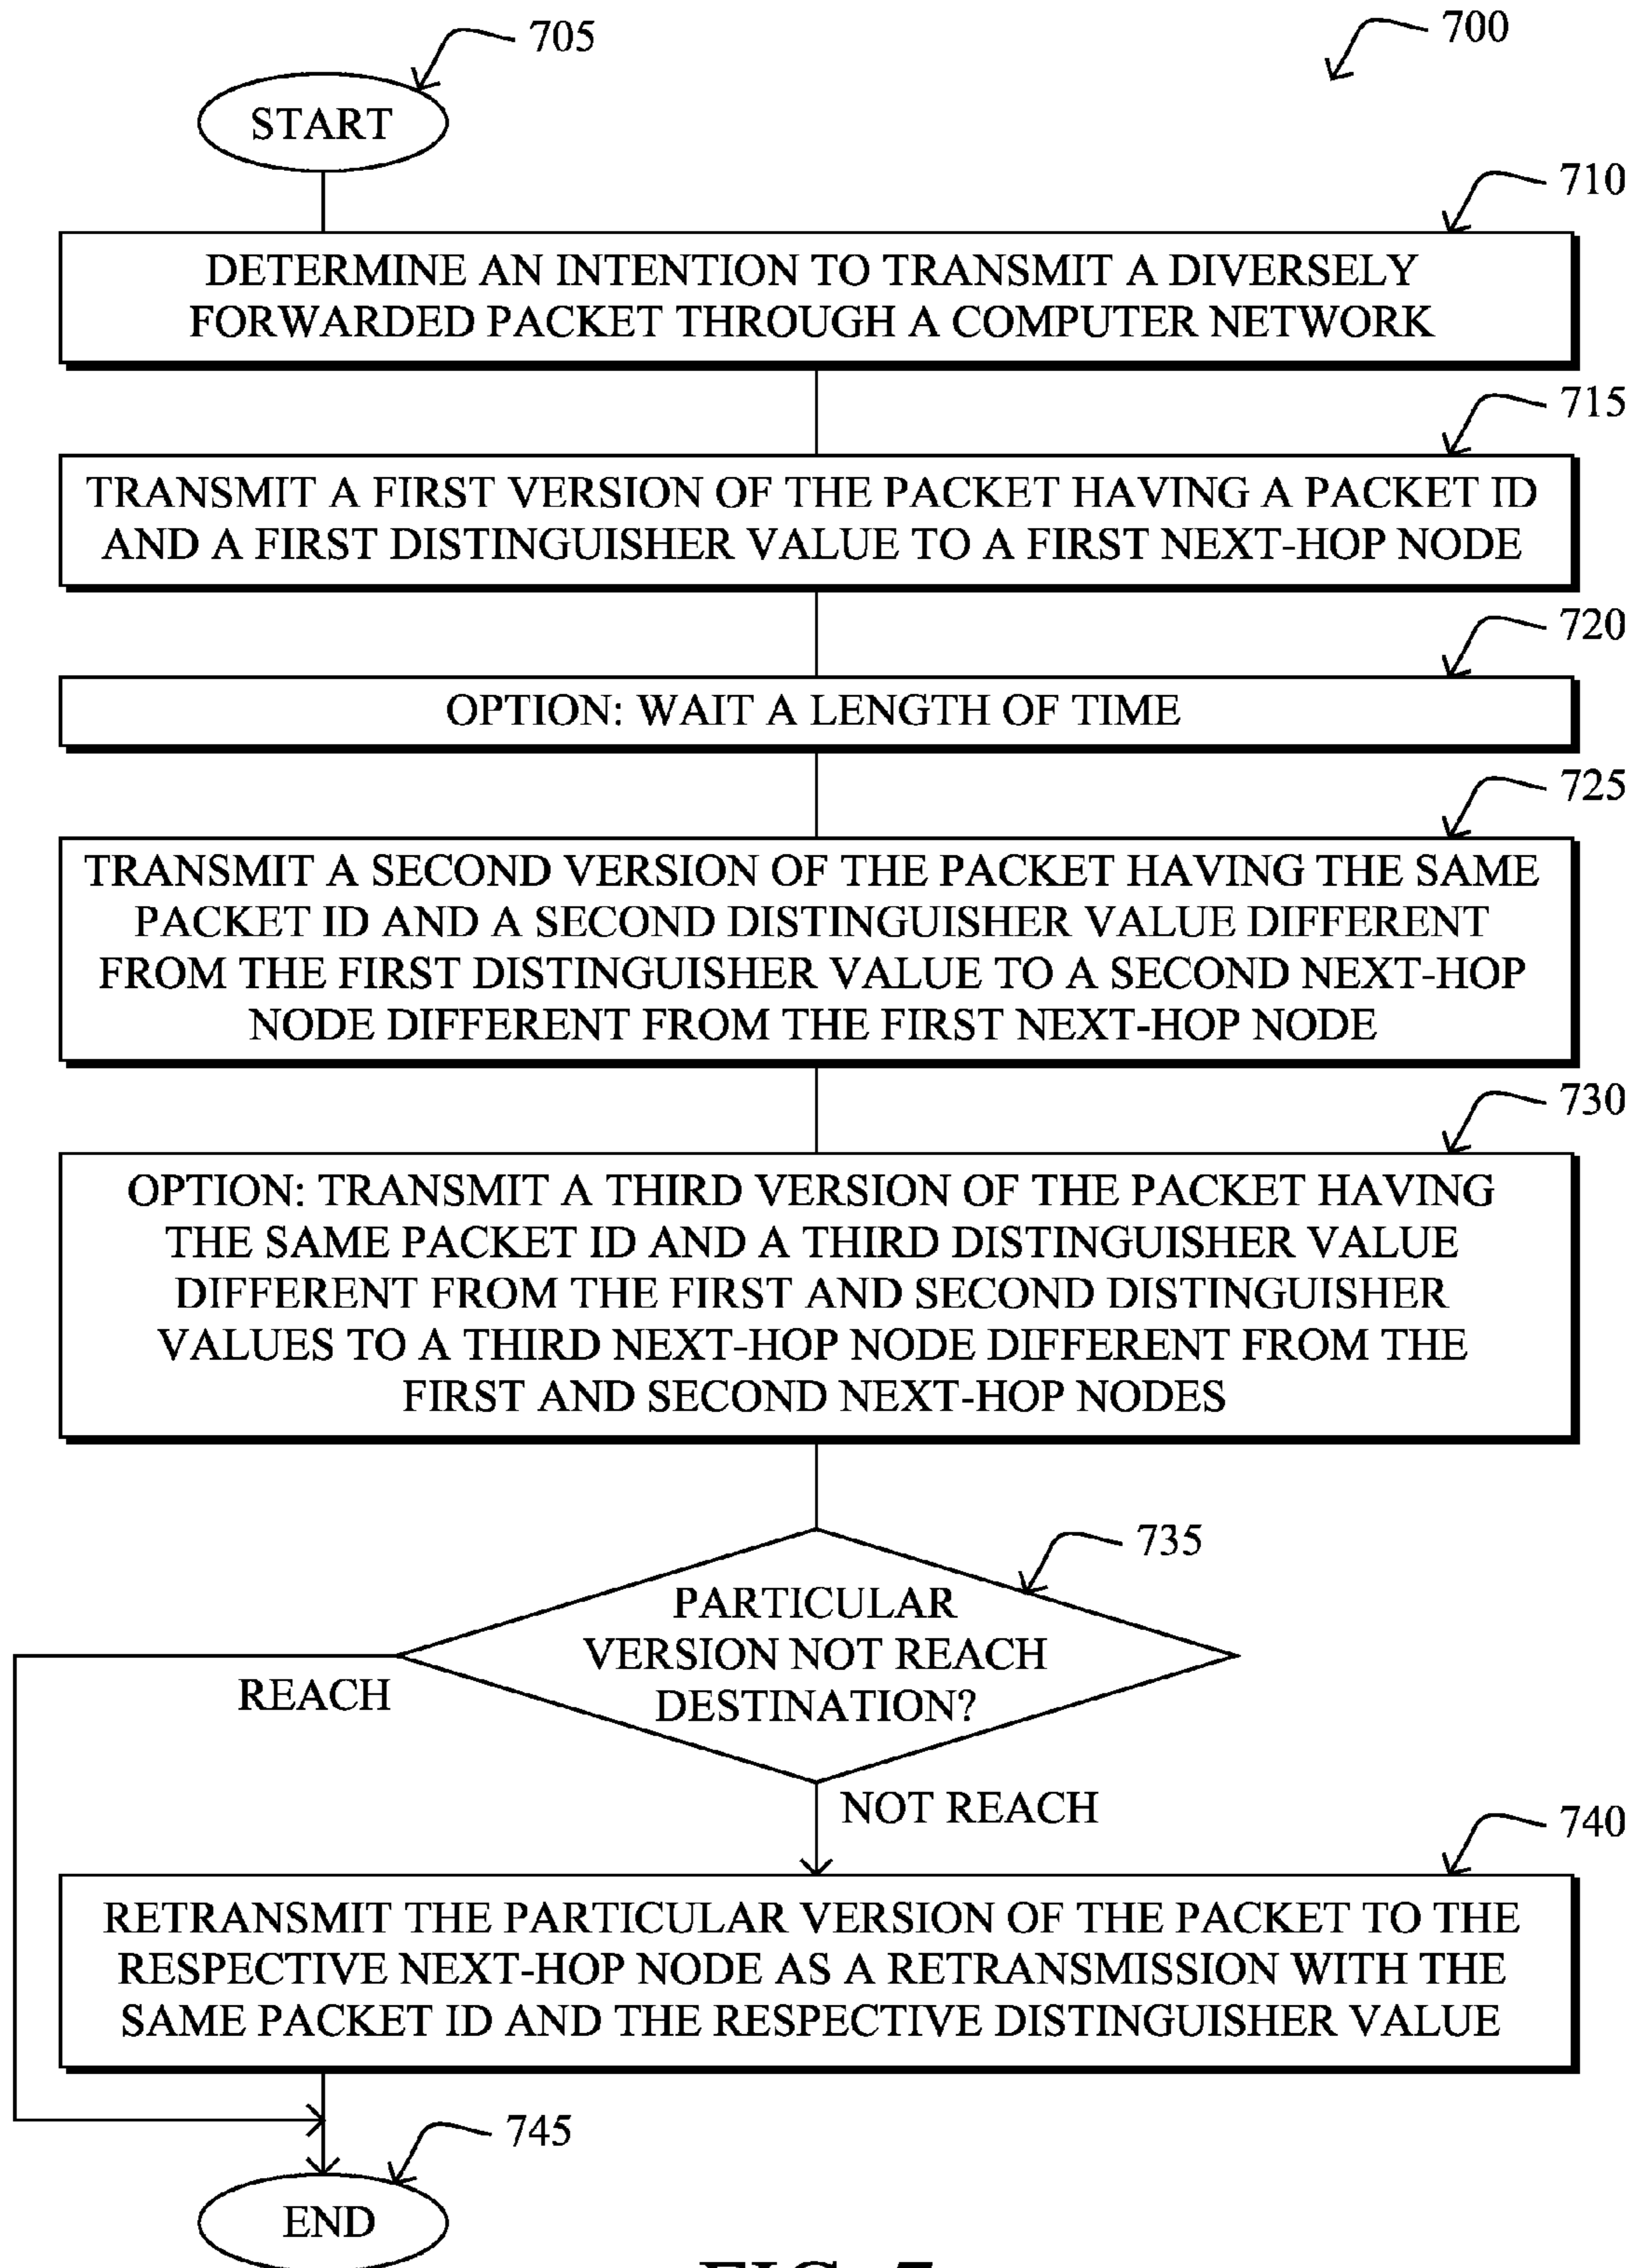 705
700
START
710
DETERMINE AN INTENTION TO TRANSMIT A DIVERSELY
FORWARDED PACKET THROUGH A COMPUTER NETWORK
715
TRANSMIT A FIRST VERSION OF THE PACKET HAVING A PACKET ID
AND A FIRST DISTINGUISHER VALUE TO A FIRST NEXT-HOP NODE
720
OPTION: WAIT A LENGTH OF TIME
725
TRANSMIT A SECOND VERSION OF THE PACKET HAVING THE SAME
PACKET ID AND A SECOND DISTINGUISHER VALUE DIFFERENT
FROM THE FIRST DISTINGUISHER VALUE TO A SECOND NEXT-HOP
NODE DIFFERENT FROM THE FIRST NEXT-HOP NODE
730
OPTION: TRANSMIT A THIRD VERSION OF THE PACKET HAVING
THE SAME PACKET ID AND A THIRD DISTINGUISHER VALUE
DIFFERENT FROM THE FIRST AND SECOND DISTINGUISHER
VALUES TO A THIRD NEXT-HOP NODE DIFFERENT FROM THE
FIRST AND SECOND NEXT-HOP NODES
735
PARTICULAR
VERSION NOT REACH
DESTINATION?
REACH
NOT REACH
740
RETRANSMIT THE PARTICULAR VERSION OF THE PACKET TO THE
RESPECTIVE NEXT-HOP NODE AS A RETRANSMISSION WITH THE
SAME PACKET ID AND THE RESPECTIVE DISTINGUISHER VALUE
745
END